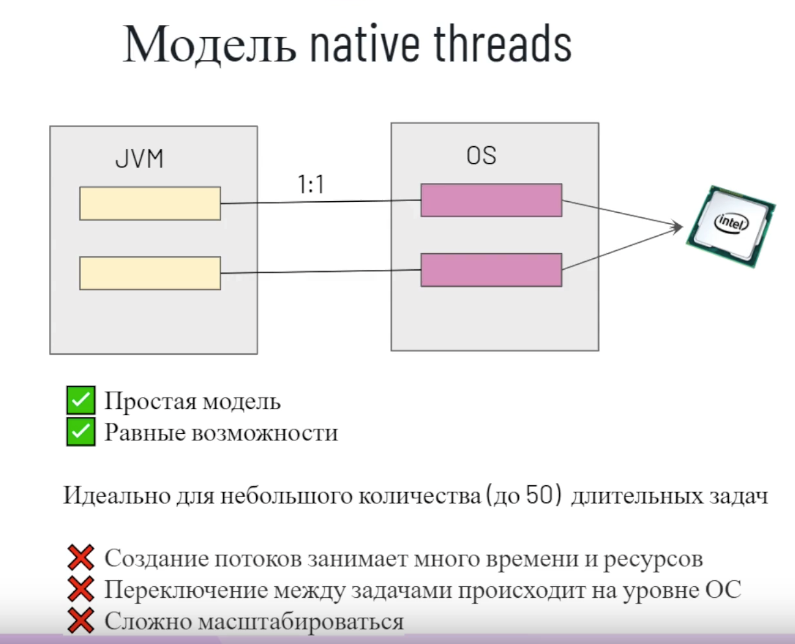 Модель native threads
JVM
1:1
OS
intel
Простая модель
Равные возможности
Идеально для небольшого количества (до 50) длительных задач
Создание потоков занимает много времени и ресурсов
Переключение между задачами происходит на уровне ОС
Сложно масштабироваться